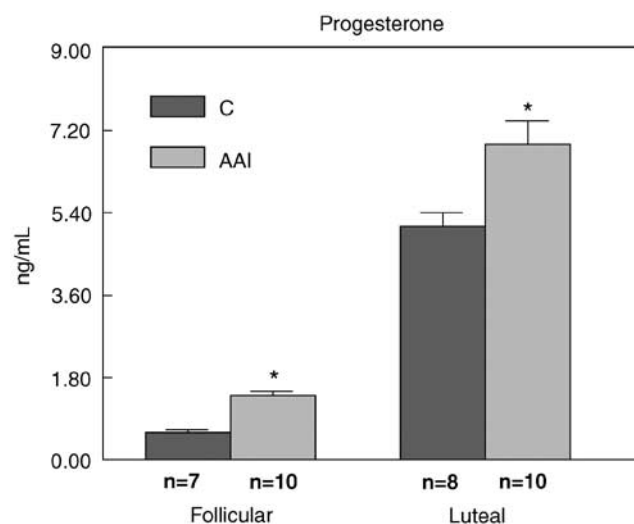 Progesterone
9.00
7.20
5.40
3.60
1.80
0.00
ng/mL
C
AAI
*
*
n=7 n=10 n=8 n=10
Follicular Luteal